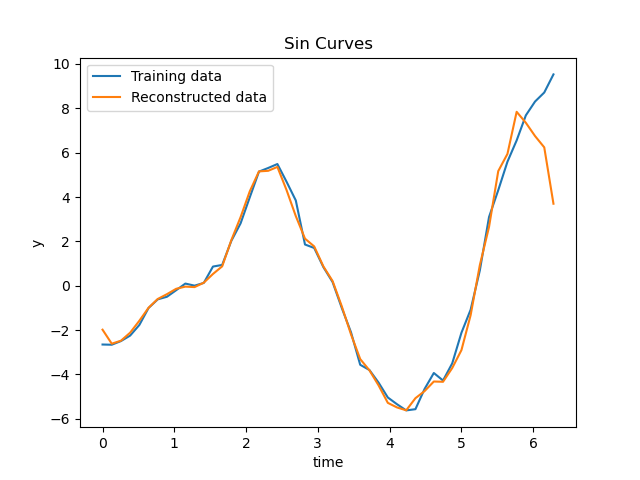 Sin Curves
Training data
Reconstructed data
10
8
6
4
2
0
−2
−4
−6
y
0 1 2 3 4 5 6
time